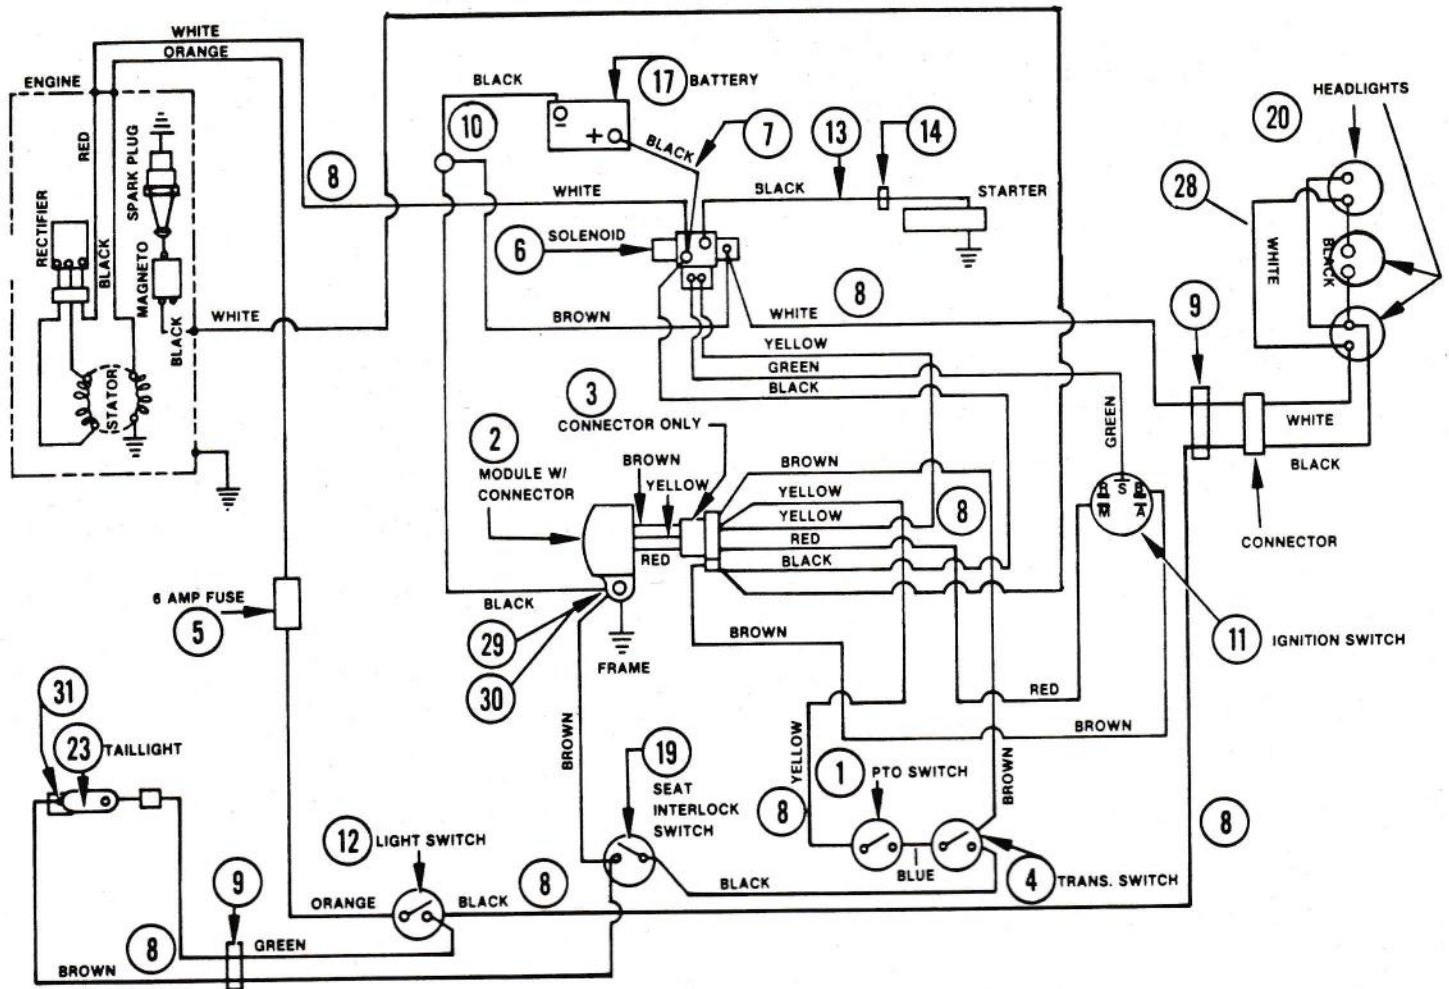 WHITE
ORANGE
ENGINE
RED
SPARK PLUG
RECTIFIER
BLACK
MAGNETO
BLACK
STATOR
8
WHITE
BLACK
10
17
BATTERY
-
+
BLACK
7
13
14
WHITE
BLACK
STARTER
6
SOLENOID
8
BROWN
WHITE
YELLOW
GREEN
BLACK
20
HEADLIGHTS
28
WHITE
BLACK
9
WHITE
BLACK
CONNECTOR
3
CONNECTOR ONLY
2
MODULE W/
CONNECTOR
BROWN
YELLOW
RED
BROWN
YELLOW
YELLOW
RED
BLACK
8
GREEN
S
M
A
11
IGNITION SWITCH
6 AMP FUSE
5
BLACK
29
30
FRAME
BROWN
RED
BROWN
31
23
TAILLIGHT
BROWN
19
SEAT
INTERLOCK
SWITCH
YELLOW
8
1
PTO SWITCH
BROWN
BLUE
4
TRANS. SWITCH
8
12
LIGHT SWITCH
ORANGE
BLACK
8
BLACK
9
GREEN
8
BROWN